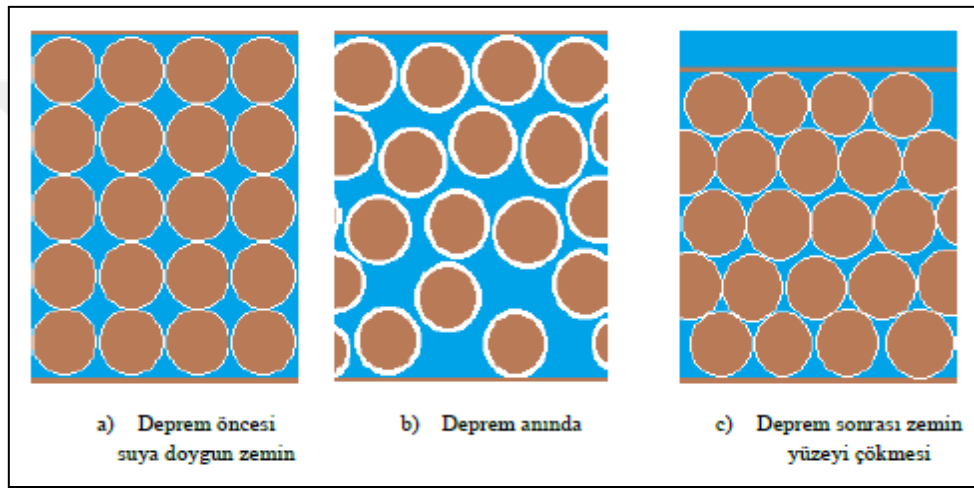 a) Deprem öncesi
suya doygun zemin
b) Deprem anında
c) Deprem sonrası zemin
yüzeyi çökmesi